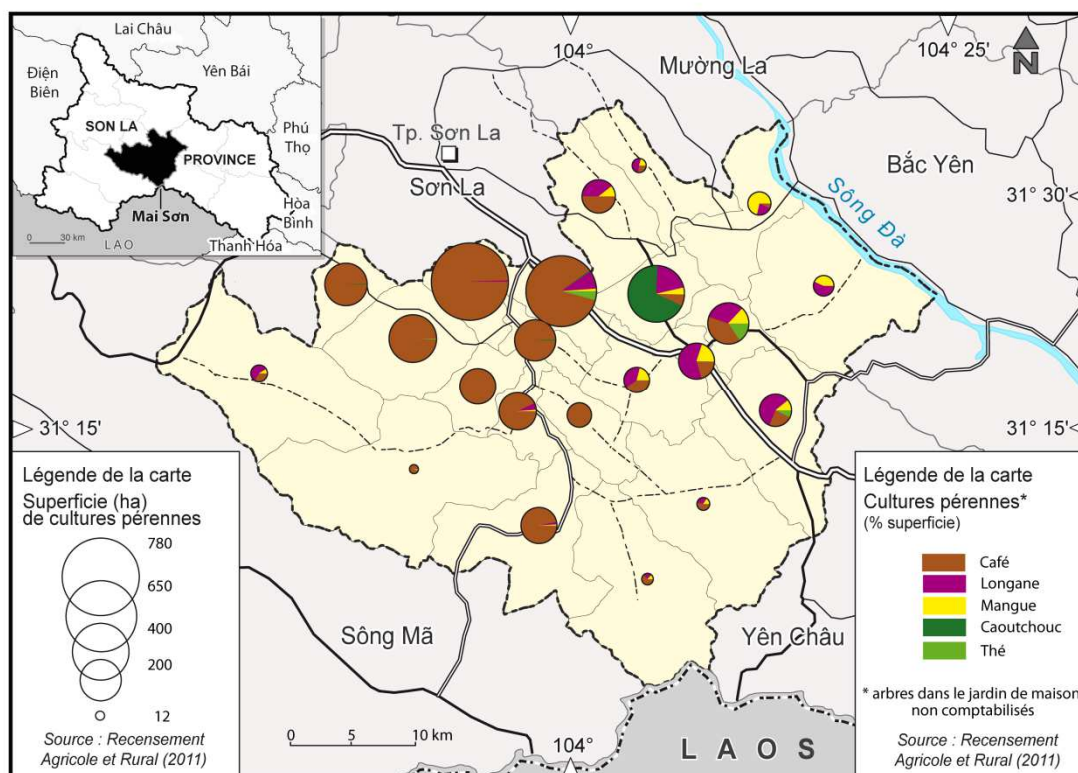 Lai Châu
Điện
Biên
Yên Bái
SON LA
PROVINCE
Phú
Thọ
Mai Sơn
Hòa
Bình
0 30 km
LAO
Thanh Hóa
104°
104° 25'
N
Mường La
Tp. Sơn La
Sơn La
Bắc Yên
Sông Đà
31° 30'
31° 15'
31° 15'
Légende de la carte
Superficie (ha)
de cultures pérennes
780
650
400
200
12
Source : Recensement
Agricole et Rural (2011)
Sông Mã
Yên Châu
0 5 10 km
104°
LAOS
Légende de la carte
Cultures pérennes*
(% superficie)
Café
Longane
Mangue
Caoutchouc
Thé
* arbres dans le jardin de maison
non comptabilisés
Source : Recensement
Agricole et Rural (2011)